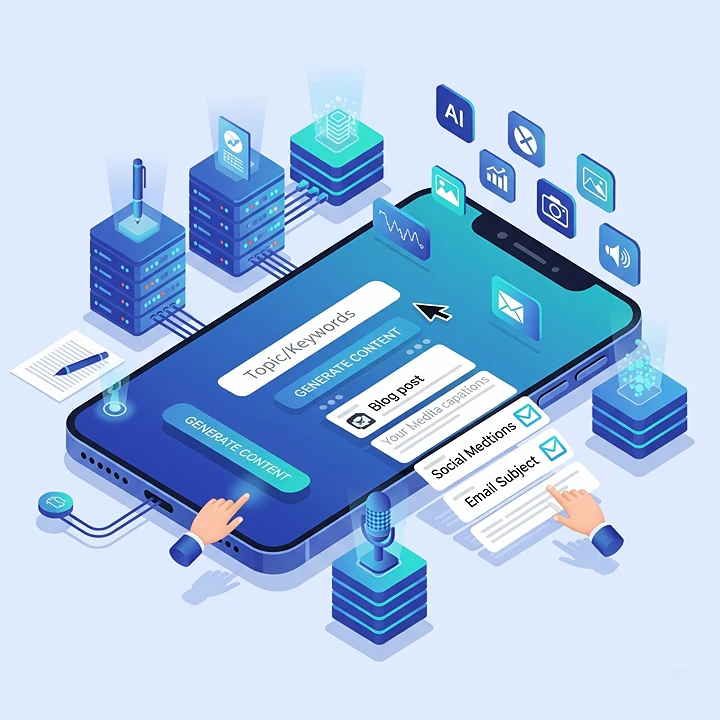 AI
Topic/Keywords
GENERATE CONTENT
Blog post
Your Medita capations
Social Medtions
Email Subject
GENERATE CONTENT